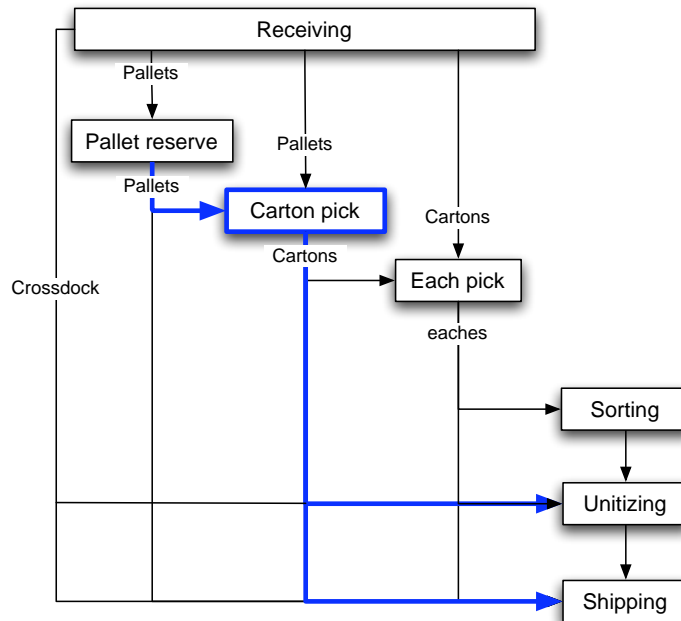 Receiving
Pallets
Pallet reserve
Pallets
Pallets
Carton pick
Cartons
Cartons
Each pick
Crossdock
eaches
Sorting
Unitizing
Shipping